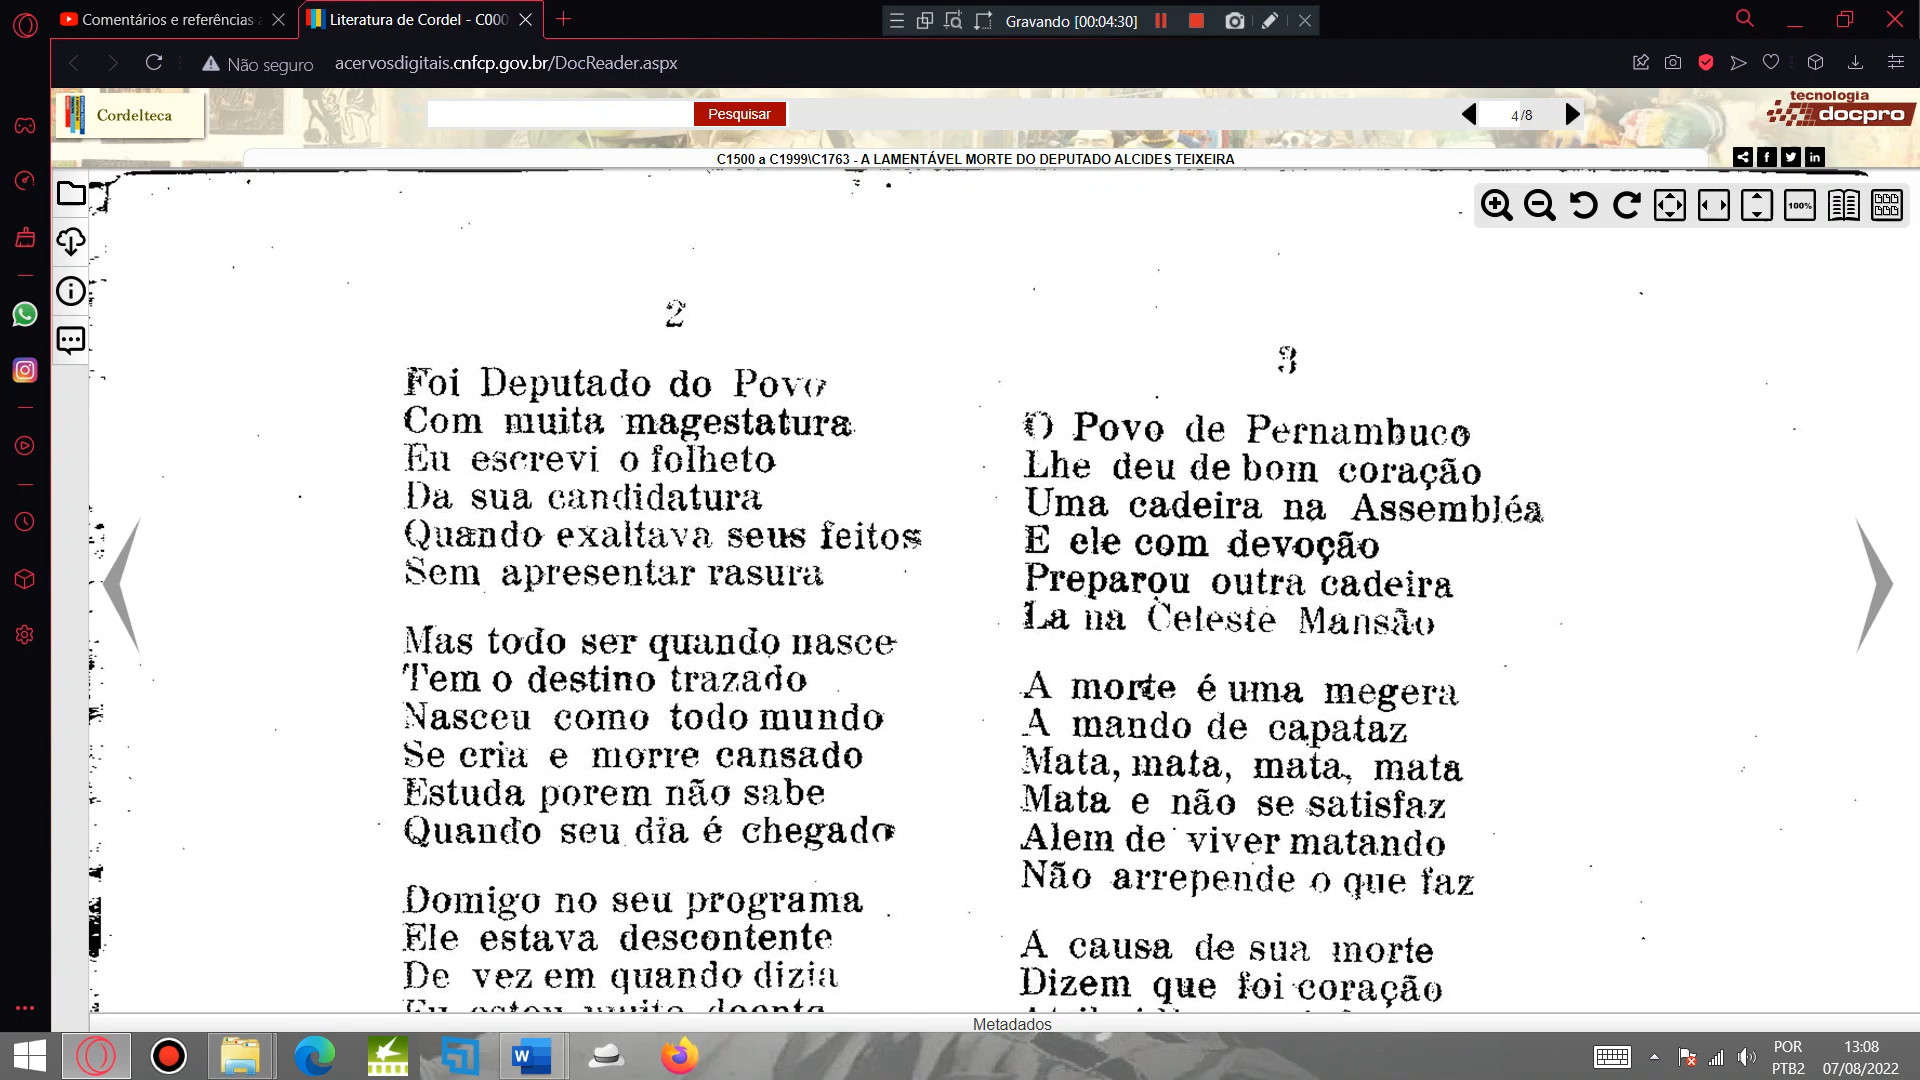 Comentários e referências a
Literatura de Cordel - C000
Gravando [00:04:30]
Não seguro
acervosdigitais.cnfcp.gov.br/DocReader.aspx
Cordelteca
Pesquisar
4/8
tecnologia
docpro
C1500 a C1999\C1763 - A LAMENTÁVEL MORTE DO DEPUTADO ALCIDES TEIXEIRA
100%
2
Foi Deputado do Povo
Com muita magestatura
Eu escrevi o folheto
Da sua candidatura
Quando exaltava seus feitos
Sem apresentar rasura
Mas todo ser quando nasce
Tem o destino trazado
Nasceu como todo mundo
Se cria e morre cansado
Estuda porem não sabe
Quando seu dia é chegado
Domigo no seu programa
Ele estava descontente
De vez em quando dizia
Eu estou muito doente
3
O Povo de Pernambuco
Lhe deu de bom coração
Uma cadeira na Assembléa
E ele com devoção
Preparou outra cadeira
La na Celeste Mansão
A morte é uma megera
A mando de capataz
Mata, mata, mata, mata
Mata e não se satisfaz
Alem de viver matando
Não arrepende o que faz
A causa de sua morte
Dizem que foi coração
Metadados
POR
PTB2
13:08
07/08/2022